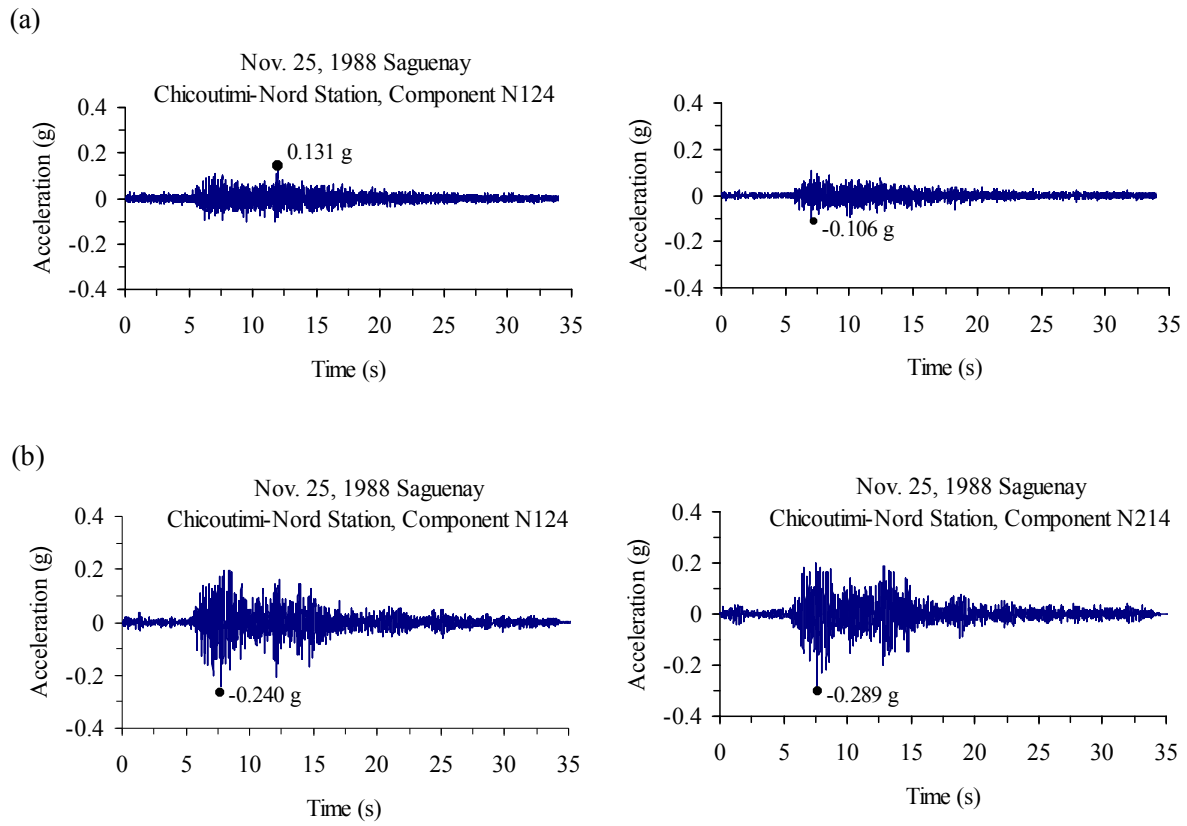 (a)
Nov. 25, 1988 Saguenay
Chicoutimi-Nord Station, Component N124
Acceleration (g)
0.4
0.2
0
-0.2
-0.4
0.131 g
0 5 10 15 20 25 30 35
Time (s)
Acceleration (g)
0.4
0.2
0
-0.2
-0.4
-0.106 g
0 5 10 15 20 25 30 35
Time (s)
(b)
Nov. 25, 1988 Saguenay
Chicoutimi-Nord Station, Component N124
Acceleration (g)
0.4
0.2
0
-0.2
-0.4
-0.240 g
0 5 10 15 20 25 30 35
Time (s)
Nov. 25, 1988 Saguenay
Chicoutimi-Nord Station, Component N214
Acceleration (g)
0.4
0.2
0
-0.2
-0.4
-0.289 g
0 5 10 15 20 25 30 35
Time (s)